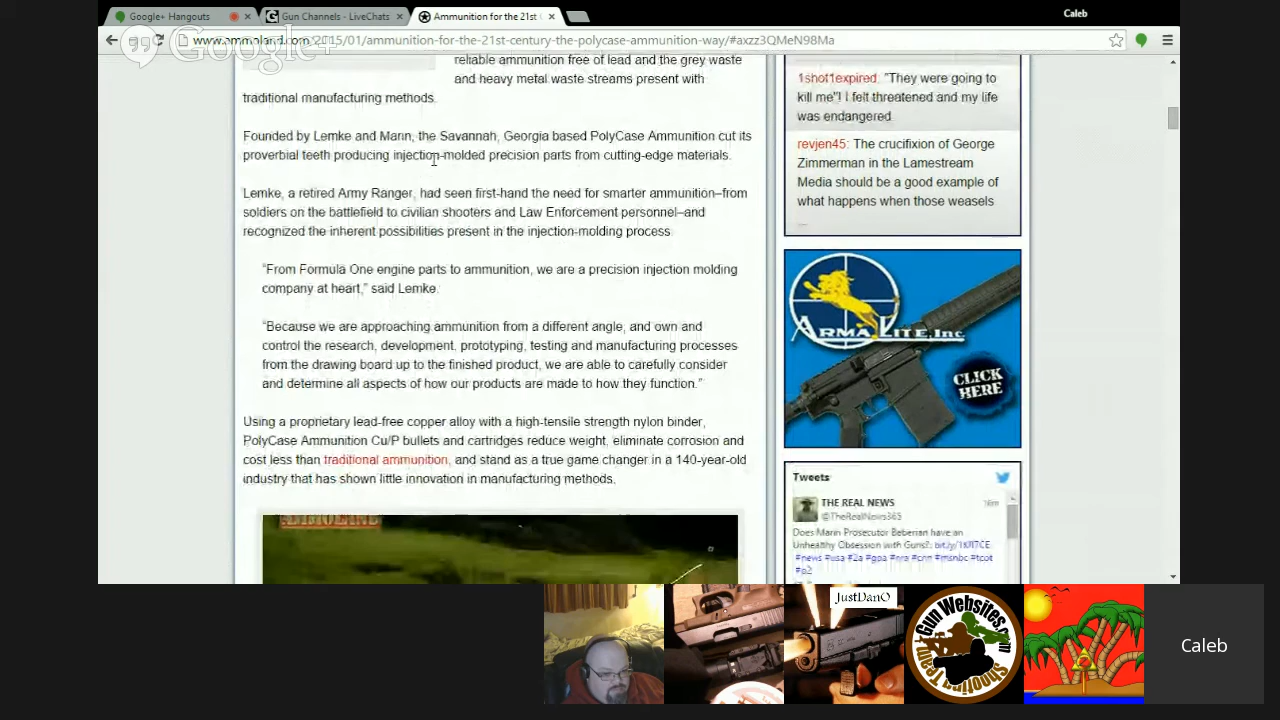 Google+ Hangouts
Gun Channels - LiveChats
Ammunition for the 21st
Caleb
www.ammoland.com/2015/01/ammunition-for-the-21st-century-the-polycase-ammunition-way/#axzz3QMeN98Ma
Google+
reliable ammunition free of lead and the grey waste
and heavy metal waste streams present with
traditional manufacturing methods.
Founded by Lemke and Marin, the Savannah, Georgia based PolyCase Ammunition cut its
proverbial teeth producing injection-molded precision parts from cutting-edge materials.
Lemke, a retired Army Ranger, had seen first-hand the need for smarter ammunition–from
soldiers on the battlefield to civilian shooters and Law Enforcement personnel–and
recognized the inherent possibilities present in the injection-molding process.
“From Formula One engine parts to ammunition, we are a precision injection molding
company at heart,” said Lemke.
“Because we are approaching ammunition from a different angle, and own and
control the research, development, prototyping, testing and manufacturing processes
from the drawing board up to the finished product, we are able to carefully consider
and determine all aspects of how our products are made to how they function.”
Using a proprietary lead-free copper alloy with a high-tensile strength nylon binder,
PolyCase Ammunition Cu/P bullets and cartridges reduce weight, eliminate corrosion and
cost less than traditional ammunition, and stand as a true game changer in a 140-year-old
industry that has shown little innovation in manufacturing methods.
AMMOLAND
1shot1expired: "They were going to
kill me"! I felt threatened and my life
was endangered
revjen45: The crucifixion of George
Zimmerman in the Lamestream
Media should be a good example of
what happens when those weasels
...
ARMALITE, Inc
CLICK
HERE
Tweets
THE REAL NEWS
@TheRealNews365
Does Marin Prosecutor Beberian have an
Unhealthy Obsession with Guns?:
#news #usa #2a #gpa #nra #cnn #msnbc #tcot
#p2
JustDanO
Gun Websites.com
Shooting Team
Caleb